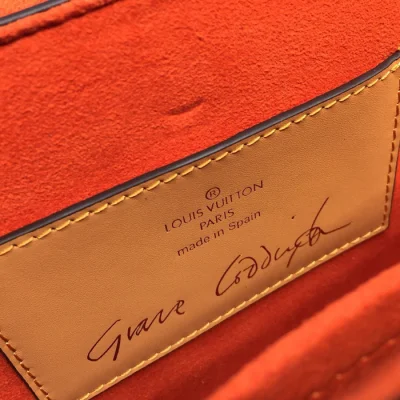 ®
LOUIS VUITTON
PARIS
made in Spain
Grace Coddington